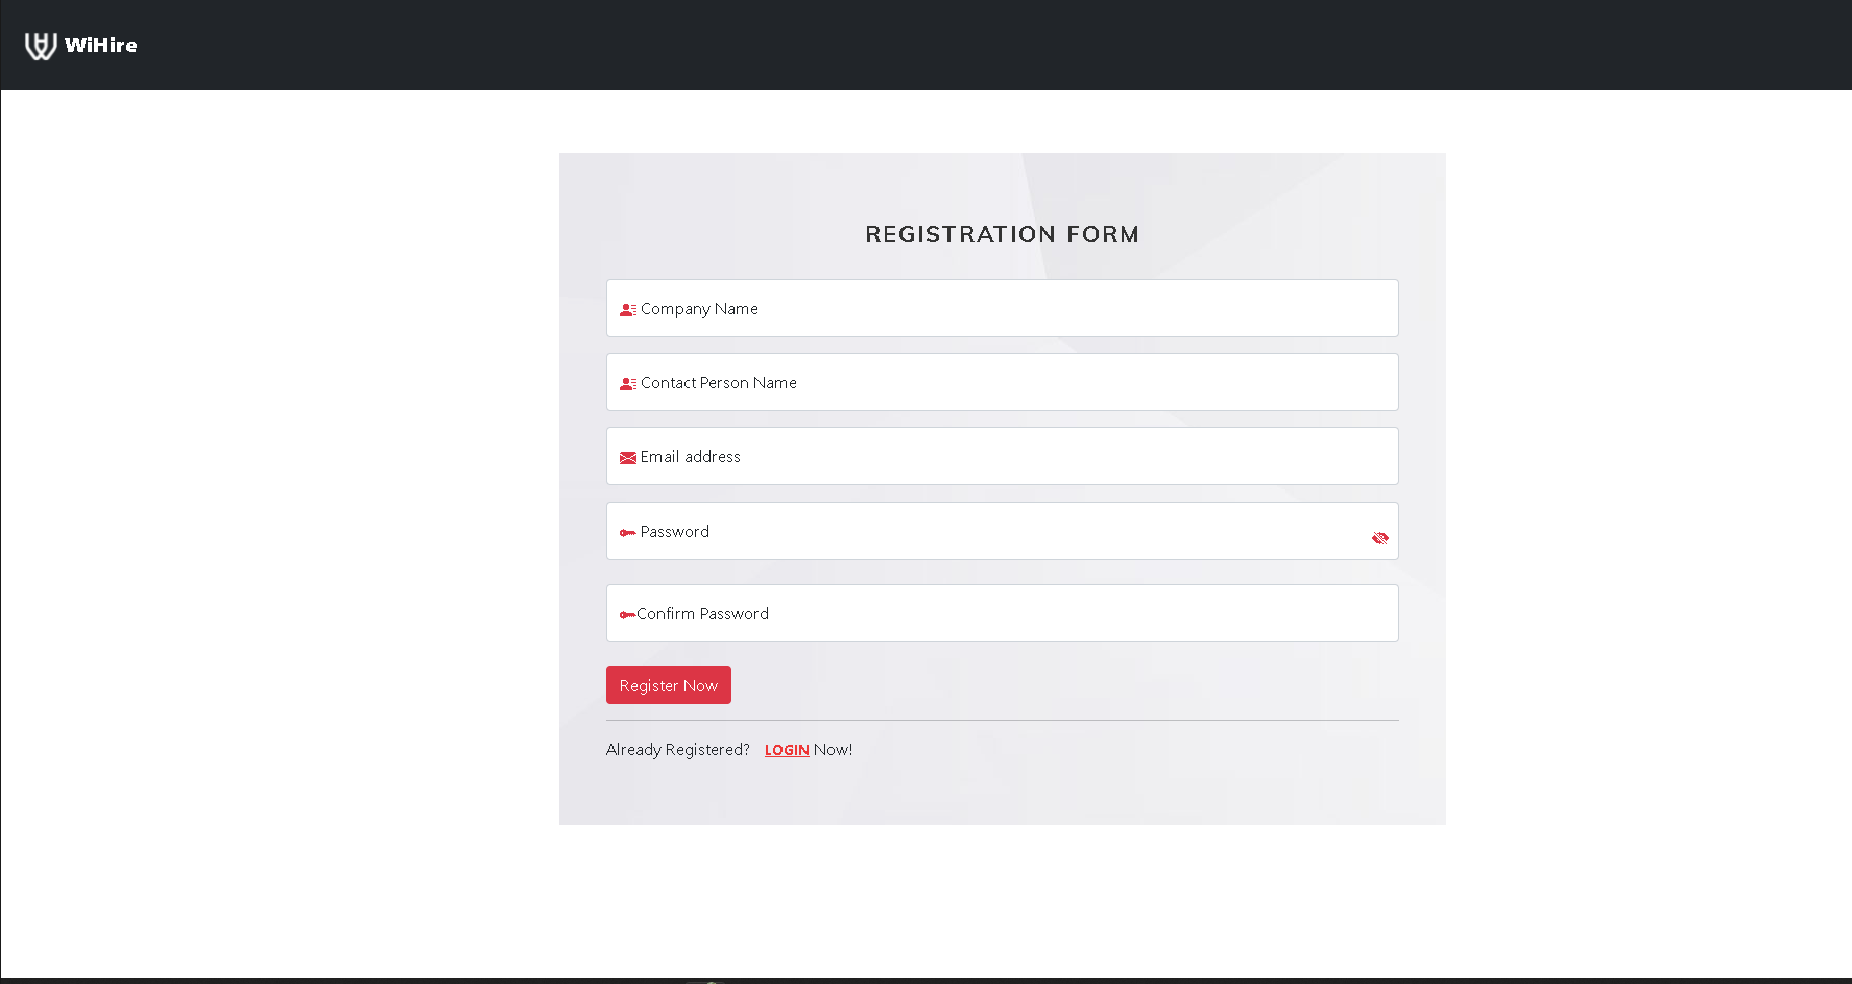 WiHire
REGISTRATION FORM
Company Name
Contact Person Name
Email address
Password
Confirm Password
Register Now
Already Registered? LOGIN Now!